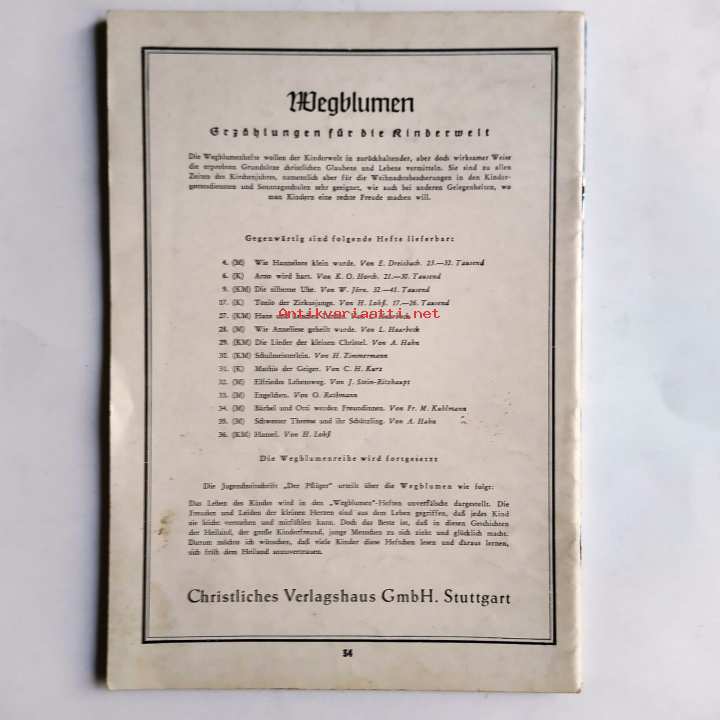 Wegblumen
Erzählungen für die Kinderwelt
Die Wegblumenhefte wollen der Kinderwelt in zurückhaltender, aber doch wirksamer Weise
die erprobten Grundsätze christlichen Glaubens und Lebens vermitteln. Sie sind zu allen
Zeiten des Kirchenjahres, namentlich aber für die Weihnachtsbescherungen in den Kinder-
gottesdiensten und Sonntagsschulen sehr geeignet, wie auch bei anderen Gelegenheiten, wo
man Kindern eine rechte Freude machen will.
Gegenwärtig sind folgende Hefte lieferbar:
4. (M) Wie Hannelore klein wurde. Von E. Dreisbach. 23.—32. Tausend
6. (K) Arno wird hart. Von K. O. Horch. 21.—30. Tausend
9. (KM) Die silberne Uhr. Von W. Jörn. 32.—41. Tausend
17. (K) Tonio der Zirkusjunge. Von H. Lohß. 17.—26. Tausend
27. (KM) Hans und Von Haarbeck
Antikvariaatti.net
28. (M) Wie Anneliese geheilt wurde. Von L. Haarbeck
29. (KM) Die Lieder der kleinen Christel. Von A. Hahn
30. (KM) Schulmeisterlein. Von H. Zimmermann
31. (K) Mathis der Geiger. Von C. H. Kurz
32. (M) Elfriedes Lebensweg. Von J. Stein-Ritzhaupt
33. (M) Engelchen. Von O. Rathmann
34. (M) Bärbel und Otti werden Freundinnen. Von Fr. M. Kuhlmann
35. (M) Schwester Therese und ihr Schützling. Von A. Hahn
36. (KM) Hansel. Von H. Lohß
Die Wegblumenreihe wird fortgesetzt
Die Jugendzeitschrift „Der Pflüger" urteilt über die Wegblumen wie folgt:
Das Leben des Kindes wird in den „Wegblumen"-Heften unverfälscht dargestellt. Die
Freuden und Leiden der kleinen Herzen sind aus dem Leben gegriffen, daß jedes Kind
sie leicht verstehen und mitfühlen kann. Doch das Beste ist, daß in diesen Geschichten
der Heiland, der große Kinderfreund, junge Menschen zu sich zieht und glücklich macht.
Darum möchte ich wünschen, daß viele Kinder diese Heftchen lesen und daraus lernen,
sich früh dem Heiland anzuvertrauen.
Christliches Verlagshaus GmbH. Stuttgart
34